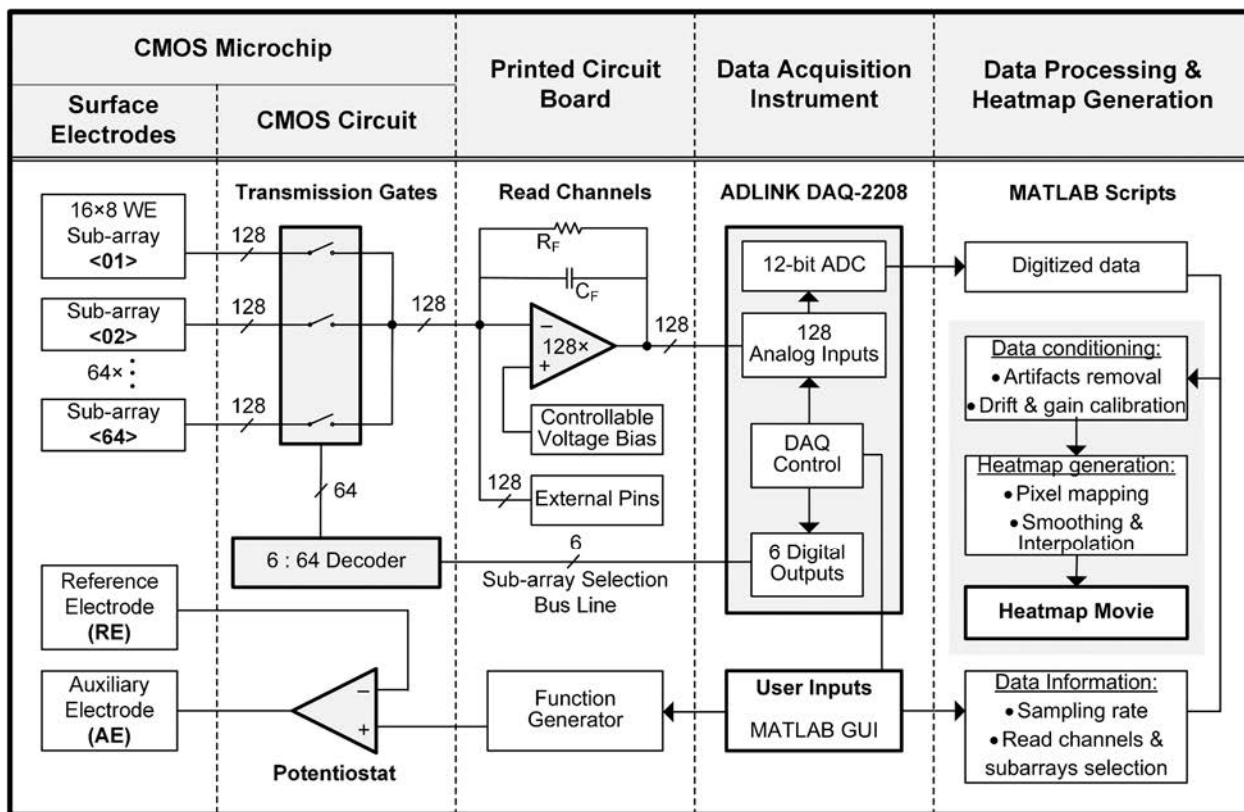 CMOS Microchip
Surface
Electrodes
CMOS Circuit
Printed Circuit
Board
Data Acquisition
Instrument
Data Processing &
Heatmap Generation
16×8 WE
Sub-array
<01>
128
Sub-array
<02>
128
64×
Sub-array
<64>
128
Transmission Gates
128
64
6 : 64 Decoder
Reference
Electrode
(RE)
Auxiliary
Electrode
(AE)
−
+
Potentiostat
Read Channels
RF
CF
−
128×
+
128
Controllable
Voltage Bias
128
External Pins
6
Sub-array Selection
Bus Line
Function
Generator
ADLINK DAQ-2208
12-bit ADC
128
Analog Inputs
DAQ
Control
6 Digital
Outputs
User Inputs
MATLAB GUI
MATLAB Scripts
Digitized data
Data conditioning:
• Artifacts removal
• Drift & gain calibration
Heatmap generation:
• Pixel mapping
• Smoothing &
Interpolation
Heatmap Movie
Data Information:
• Sampling rate
• Read channels &
subarrays selection